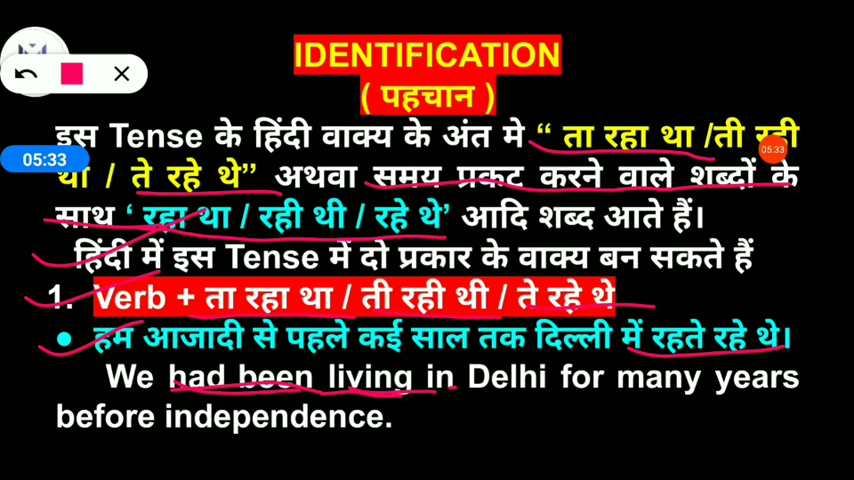 IDENTIFICATION
( पहचान )
इस Tense के हिंदी वाक्य के अंत मे “ ता रहा था /ती रही
05:33
05:33
था / ते रहे थे” अथवा समय प्रकट करने वाले शब्दों के
साथ ‘ रहा था / रही थी / रहे थे’ आदि शब्द आते हैं।
हिंदी में इस Tense में दो प्रकार के वाक्य बन सकते हैं
1. Verb + ता रहा था / ती रही थी / ते रहे थे
• हम आजादी से पहले कई साल तक दिल्ली में रहते रहे थे।
We had been living in Delhi for many years
before independence.